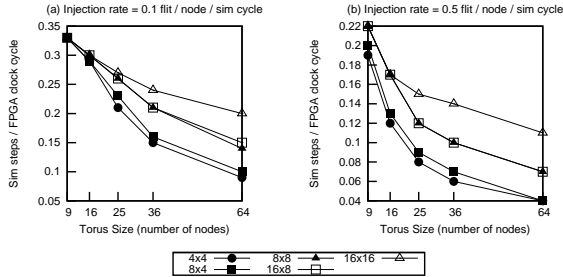 (a) Injection rate = 0.1 flit / node / sim cycle
(b) Injection rate = 0.5 flit / node / sim cycle
Sim steps / FPGA clock cycle
0.35
0.3
0.25
0.2
0.15
0.1
0.05
9 16 25 36 64
Torus Size (number of nodes)
Sim steps / FPGA clock cycle
0.22
0.2
0.18
0.16
0.14
0.12
0.1
0.08
0.06
0.04
9 16 25 36 64
Torus Size (number of nodes)
4x4 8x8 16x16
8x4 16x8